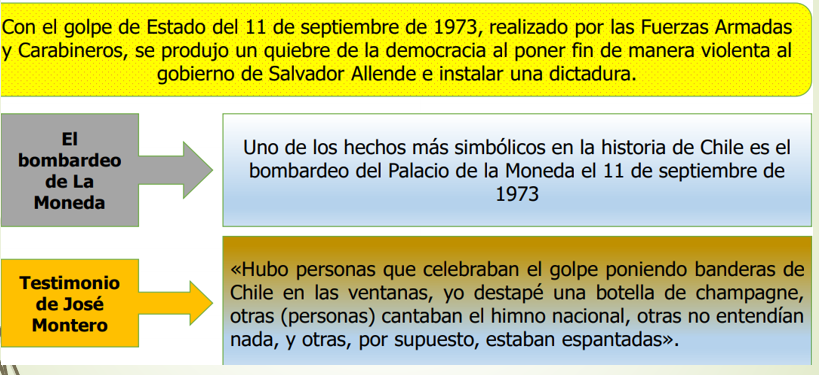 Con el golpe de Estado del 11 de septiembre de 1973, realizado por las Fuerzas Armadas
y Carabineros, se produjo un quiebre de la democracia al poner fin de manera violenta al
gobierno de Salvador Allende e instalar una dictadura.
El
bombardeo
de La
Moneda
Uno de los hechos más simbólicos en la historia de Chile es el
bombardeo del Palacio de la Moneda el 11 de septiembre de
1973
Testimonio
de José
Montero
«Hubo personas que celebraban el golpe poniendo banderas de
Chile en las ventanas, yo destapé una botella de champagne,
otras (personas) cantaban el himno nacional, otras no entendían
nada, y otras, por supuesto, estaban espantadas».